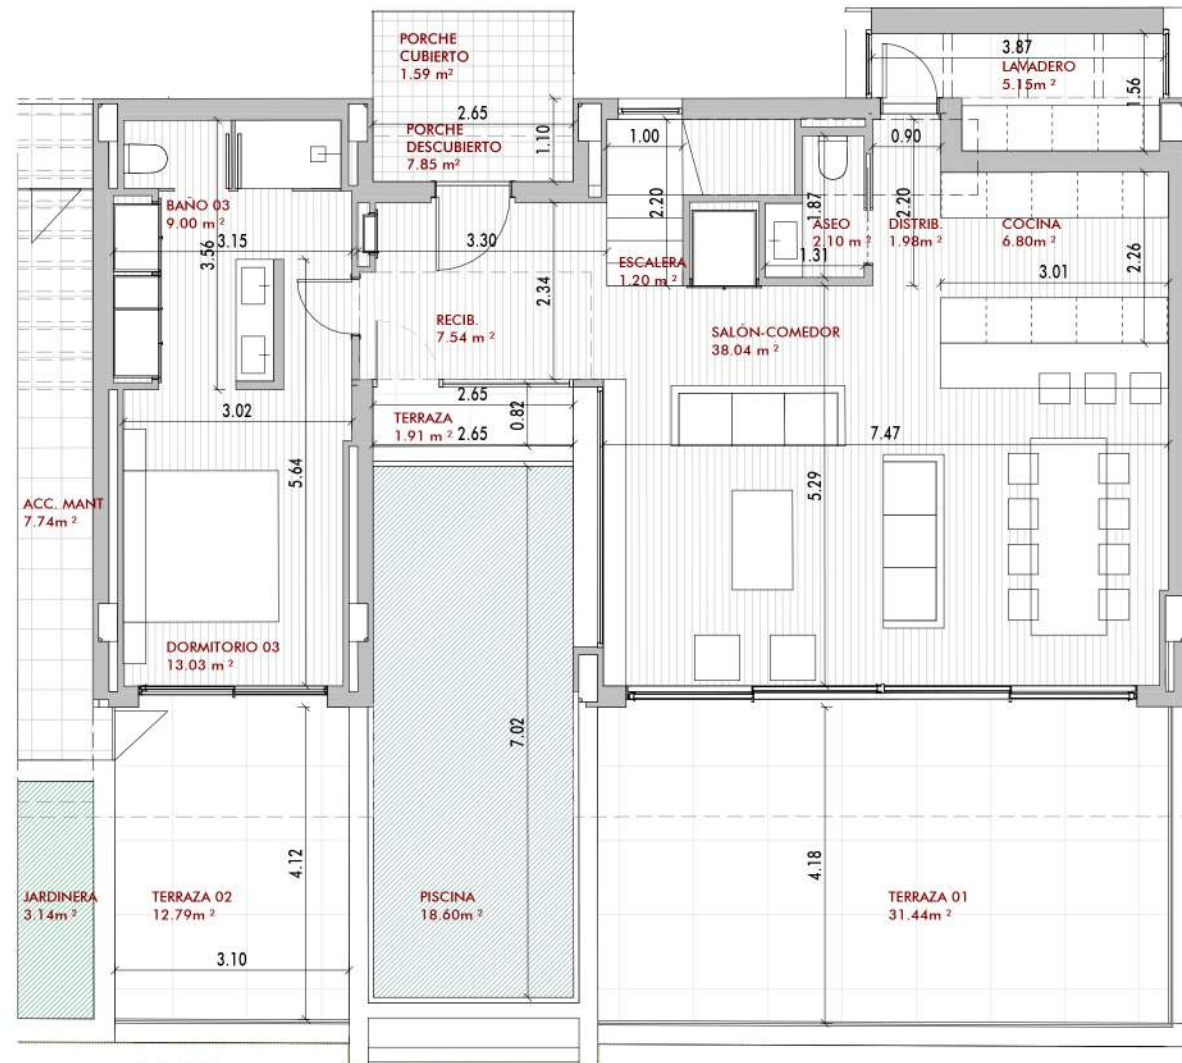 PORCHE
CUBIERTO
1.59 m²
2.65
1.10
PORCHE
DESCUBIERTO
7.85 m²
3.87
LAVADERO
5.15m²
1.56
1.00
0.90
2.20
1.87
2.20
BAÑO 03
9.00 m²
3.15
3.56
3.30
2.34
ESCALERA
1.20 m²
ASEO
2.10 m²
1.31
DISTRIB.
1.98m²
COCINA
6.80m²
2.26
3.01
RECIB.
7.54 m²
SALÓN-COMEDOR
38.04 m²
2.65
0.82
TERRAZA
1.91 m²
2.65
3.02
5.64
7.47
5.29
ACC. MANT
7.74m²
DORMITORIO 03
13.03 m²
7.02
4.12
4.18
JARDINERA
3.14m²
TERRAZA 02
12.79m²
PISCINA
18.60m²
TERRAZA 01
31.44m²
3.10